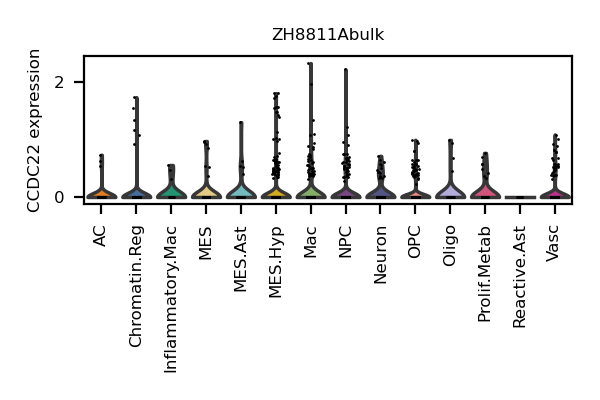 ZH8811Abulk
CCDC22 expression
2
0
AC
Chromatin.Reg
Inflammatory.Mac
MES
MES.Ast
MES.Hyp
Mac
NPC
Neuron
OPC
Oligo
Prolif.Metab
Reactive.Ast
Vasc